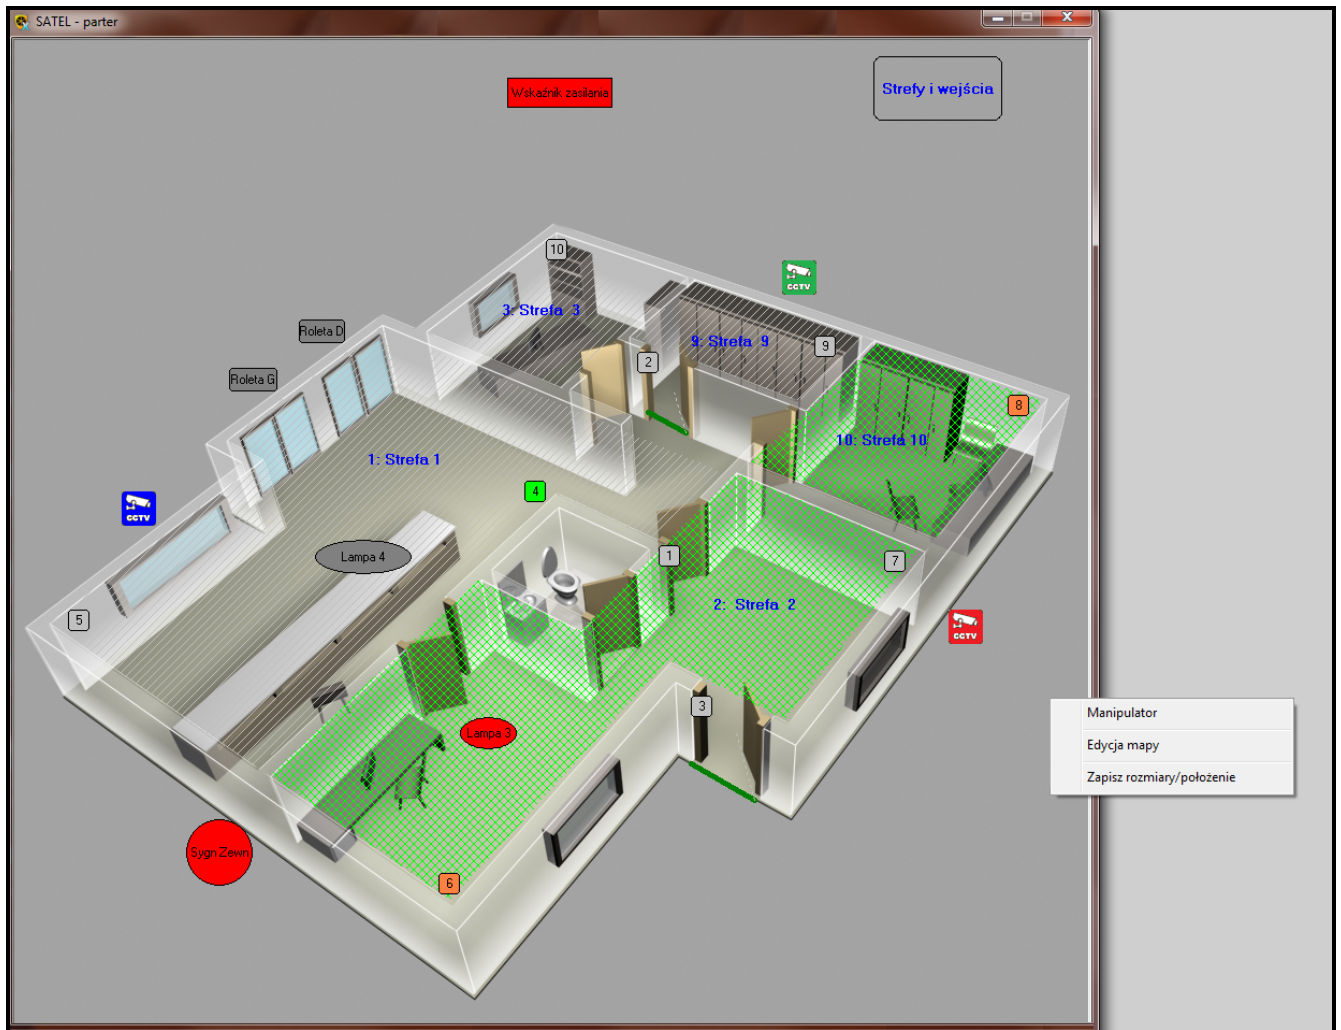 SATEL - parter
Wskaźnik zasilania
Strefy i wejścia
10
CCTV
3: Strefa 3
Roleta D
9: Strefa 9
9
2
Roleta G
8
10: Strefa 10
1: Strefa 1
4
CCTV
Lampa 4
1
7
2: Strefa 2
5
CCTV
3
Manipulator
Lampa 3
Edycja mapy
Zapisz rozmiary/położenie
Sygn Zewn
6